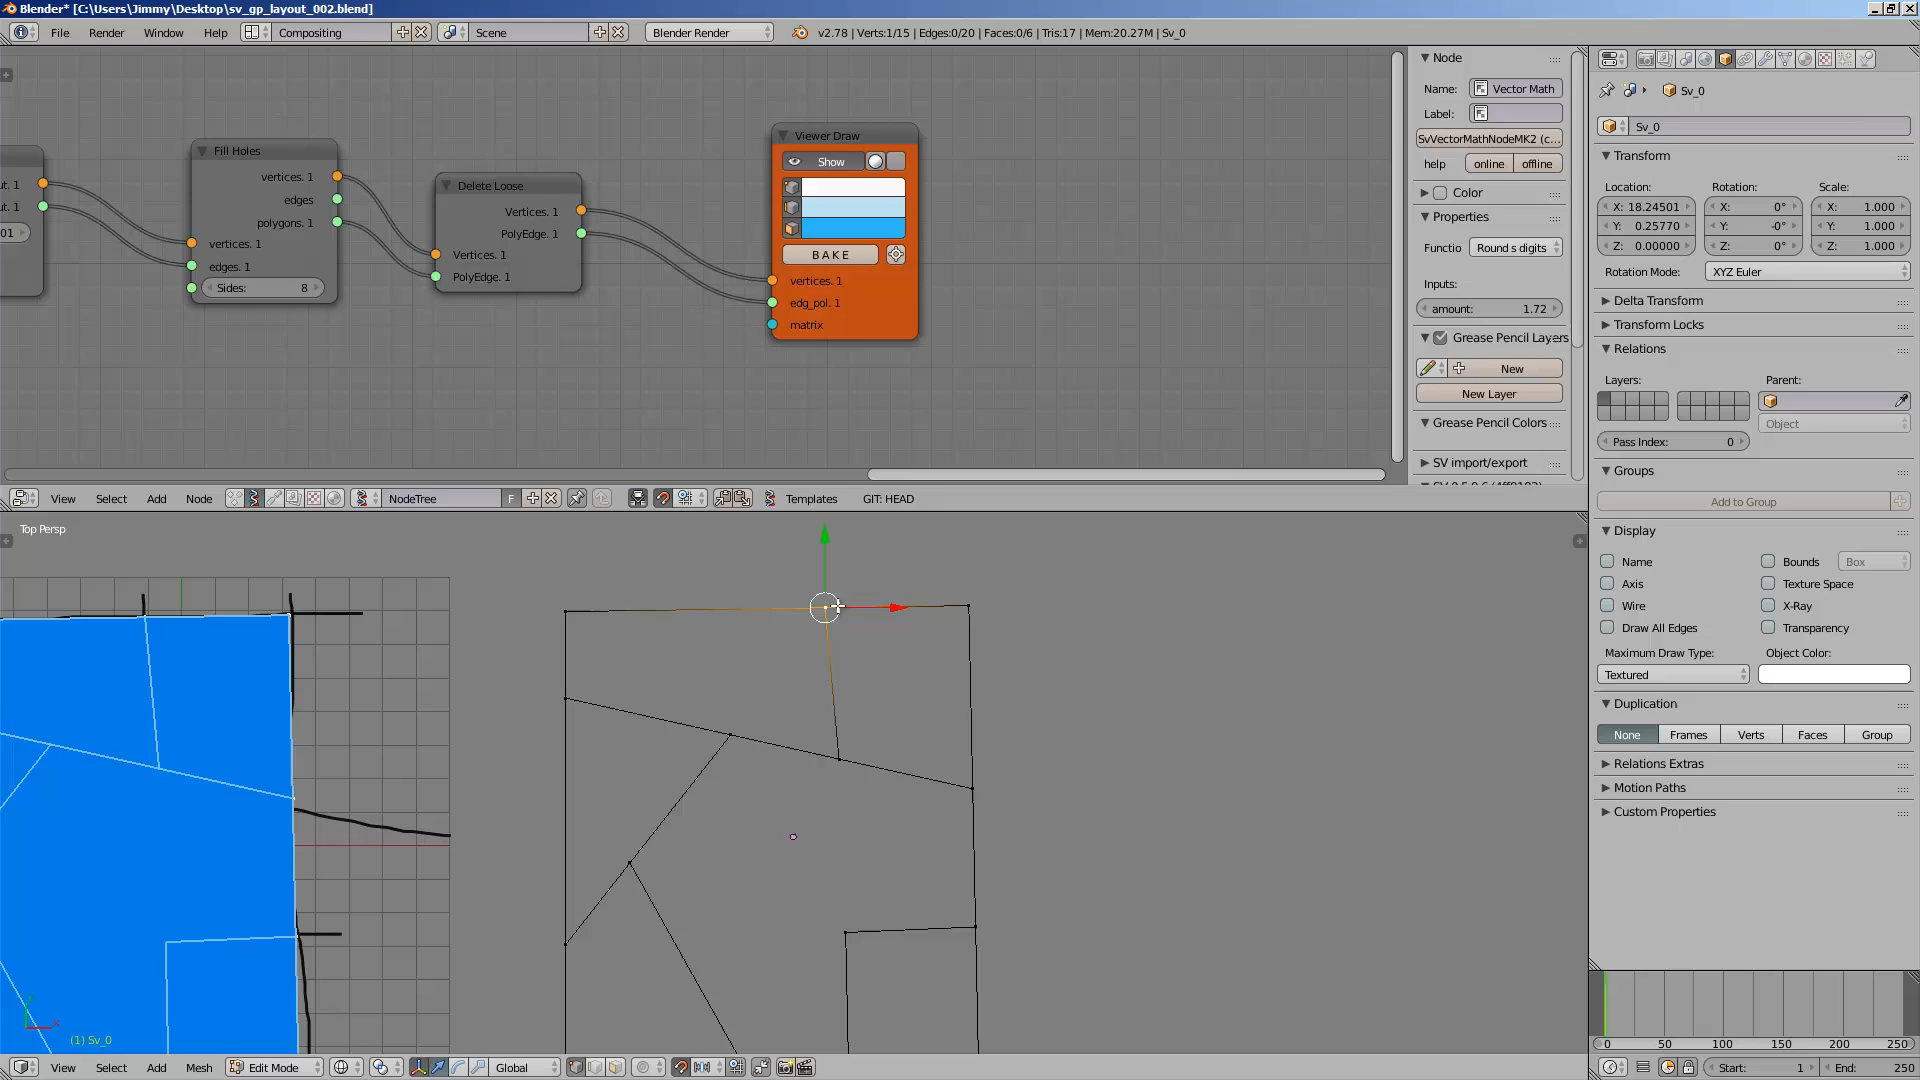 Blender* [C:\Users\Jimmy\Desktop\sv_gp_layout_002.blend]
File Render Window Help Compositing Scene Blender Render v2.78 | Verts:1/15 | Edges:0/20 | Faces:0/6 | Tris:17 | Mem:20.27M | Sv_0
Fill Holes
vertices. 1
edges
polygons. 1
vertices. 1
edges. 1
Sides: 8
Delete Loose
Vertices. 1
PolyEdge. 1
Vertices. 1
PolyEdge. 1
Viewer Draw
Show
BAKE
vertices. 1
edg_pol. 1
matrix
Node
Name: Vector Math
Label:
SvVectorMathNodeMK2 (c...
help online offline
Color
Properties
Functio Round s digits
Inputs:
amount: 1.72
Grease Pencil Layers
New
New Layer
Grease Pencil Colors
SV import/export
View Select Add Node NodeTree F Templates GIT: HEAD
Top Persp
(1) Sv_0
View Select Add Mesh Edit Mode Global
Sv_0
Sv_0
Transform
Location: Rotation: Scale:
X: 18.24501 X: 0° X: 1.000
Y: 0.25770 Y: -0° Y: 1.000
Z: 0.00000 Z: 0° Z: 1.000
Rotation Mode: XYZ Euler
Delta Transform
Transform Locks
Relations
Layers: Parent:
Object
Pass Index: 0
Groups
Add to Group
Display
Name Bounds Box
Axis Texture Space
Wire X-Ray
Draw All Edges Transparency
Maximum Draw Type: Object Color:
Textured
Duplication
None Frames Verts Faces Group
Relations Extras
Motion Paths
Custom Properties
0 50 100 150 200 250
Start: 1 End: 250